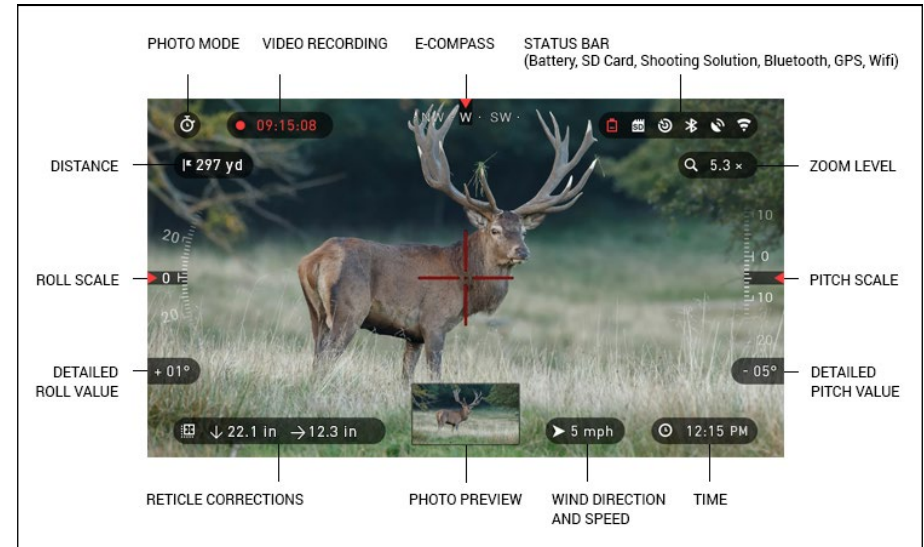 PHOTO MODE
VIDEO RECORDING
E-COMPASS
STATUS BAR
(Battery, SD Card, Shooting Solution, Bluetooth, GPS, Wifi)
09:15:08
NW · W · SW ·
SD
DISTANCE
297 yd
5.3 ×
ZOOM LEVEL
20
10
ROLL SCALE
0
0
PITCH SCALE
20
10
20
DETAILED
ROLL VALUE
+ 01°
- 05°
DETAILED
PITCH VALUE
↓ 22.1 in → 12.3 in
5 mph
12:15 PM
RETICLE CORRECTIONS
PHOTO PREVIEW
WIND DIRECTION
AND SPEED
TIME